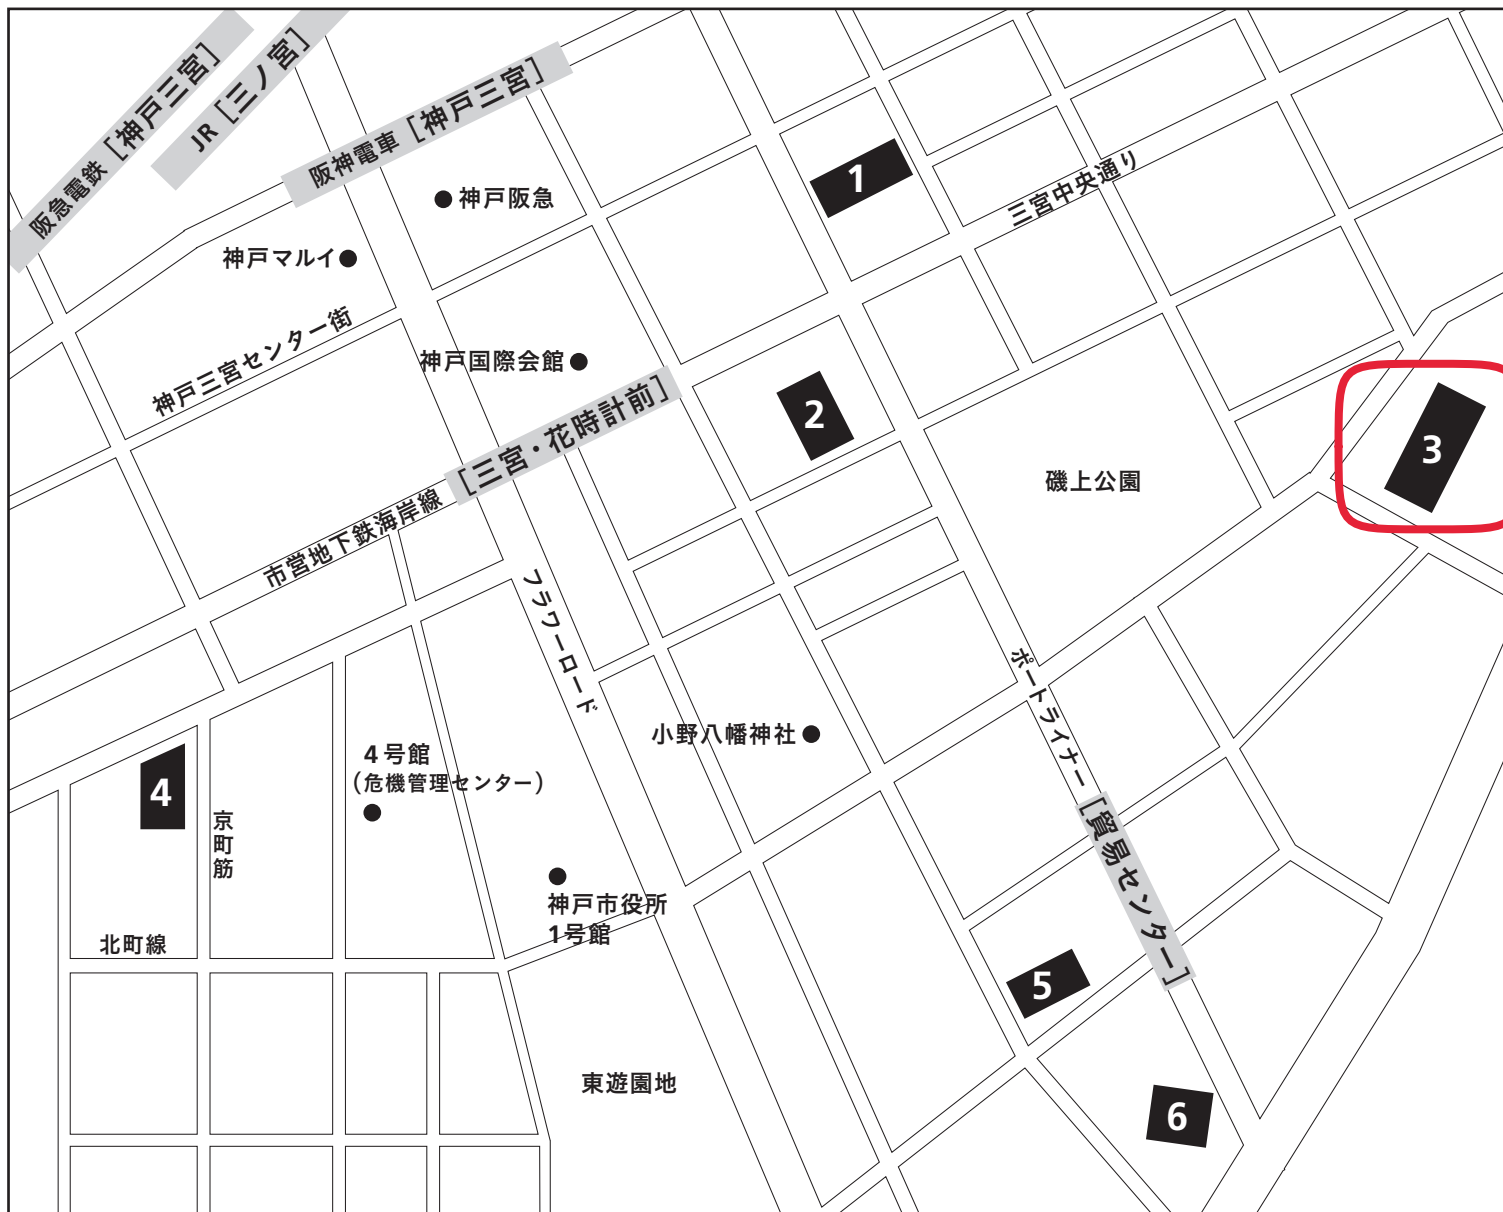 阪急電鉄［神戸三宮］
JR［三ノ宮］
阪神電車［神戸三宮］
神戸阪急
1
三宮中央通り
神戸マルイ
神戸三宮センター街
神戸国際会館
2
3
市営地下鉄海岸線［三宮・花時計前］
磯上公園
フラワーロード
ポートライナー［貿易センター］
小野八幡神社
4号館
（危機管理センター）
4
京町筋
神戸市役所
1号館
北町線
5
東遊園地
6